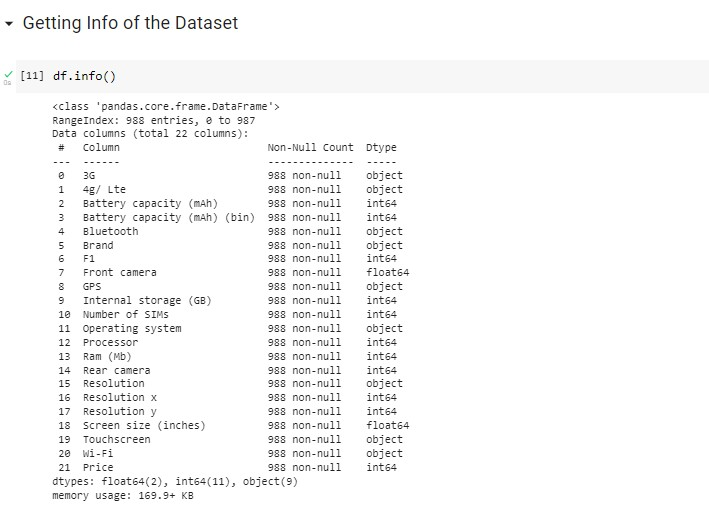 Getting Info of the Dataset
[11] df.info()
0s
<class 'pandas.core.frame.DataFrame'>
RangeIndex: 988 entries, 0 to 987
Data columns (total 22 columns):
# Column Non-Null Count Dtype
--- ------ -------------- -----
0 3G 988 non-null object
1 4g/ Lte 988 non-null object
2 Battery capacity (mAh) 988 non-null int64
3 Battery capacity (mAh) (bin) 988 non-null int64
4 Bluetooth 988 non-null object
5 Brand 988 non-null object
6 F1 988 non-null int64
7 Front camera 988 non-null float64
8 GPS 988 non-null object
9 Internal storage (GB) 988 non-null int64
10 Number of SIMs 988 non-null int64
11 Operating system 988 non-null object
12 Processor 988 non-null int64
13 Ram (Mb) 988 non-null int64
14 Rear camera 988 non-null int64
15 Resolution 988 non-null object
16 Resolution x 988 non-null int64
17 Resolution y 988 non-null int64
18 Screen size (inches) 988 non-null float64
19 Touchscreen 988 non-null object
20 Wi-Fi 988 non-null object
21 Price 988 non-null int64
dtypes: float64(2), int64(11), object(9)
memory usage: 169.9+ KB